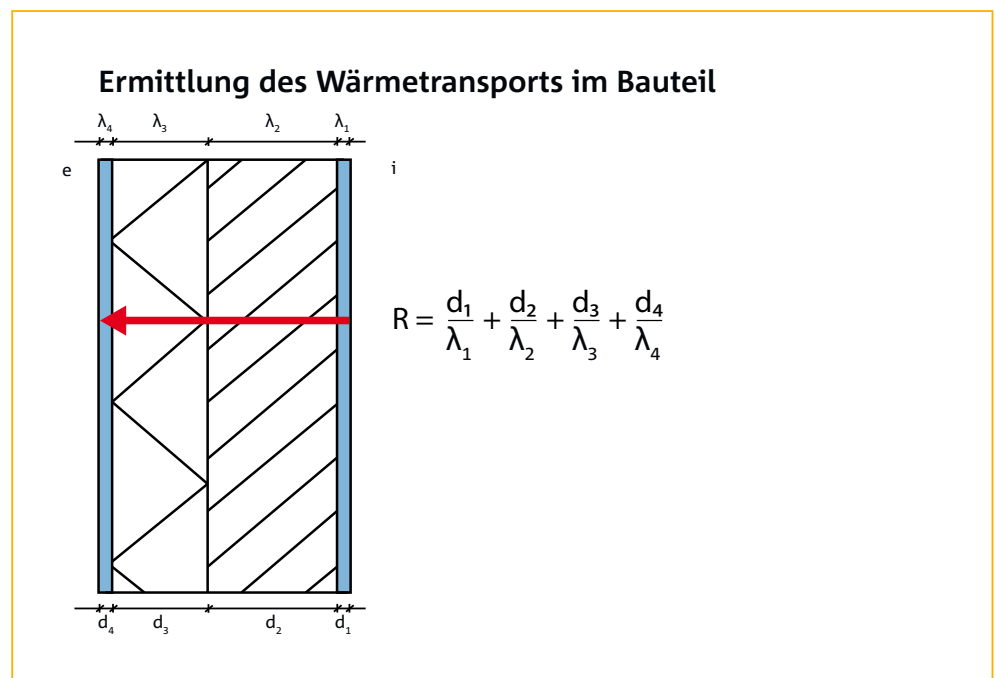 Ermittlung des Wärmetransports im Bauteil
λ₄ λ₃ λ₂ λ₁
e i
R = d₁/λ₁ + d₂/λ₂ + d₃/λ₃ + d₄/λ₄
d₄ d₃ d₂ d₁